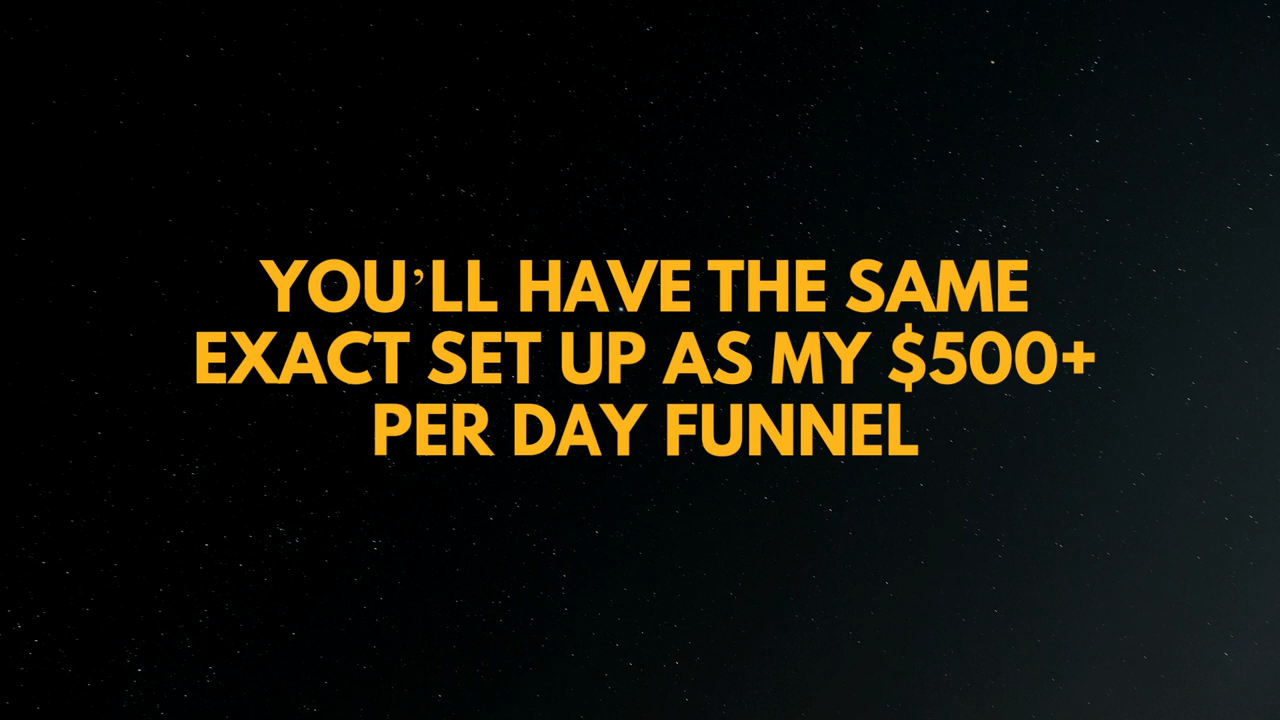 YOU’LL HAVE THE SAME
EXACT SET UP AS MY $500+
PER DAY FUNNEL